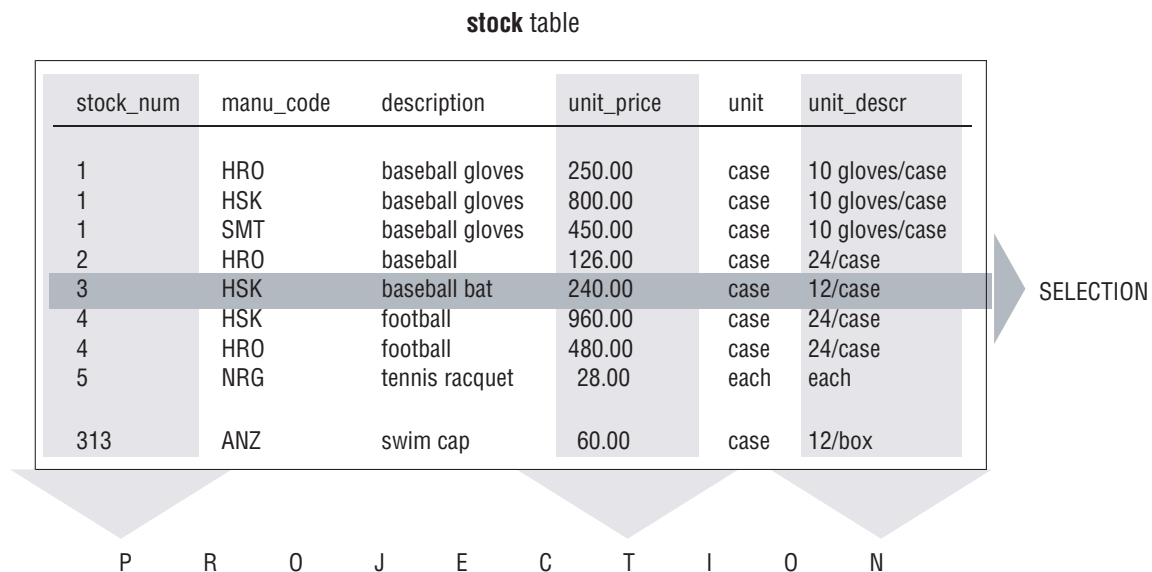 stock table
stock_num manu_code description unit_price unit unit_descr
1 HRO baseball gloves 250.00 case 10 gloves/case
1 HSK baseball gloves 800.00 case 10 gloves/case
1 SMT baseball gloves 450.00 case 10 gloves/case
2 HRO baseball 126.00 case 24/case
3 HSK baseball bat 240.00 case 12/case
4 HSK football 960.00 case 24/case
4 HRO football 480.00 case 24/case
5 NRG tennis racquet 28.00 each each
313 ANZ swim cap 60.00 case 12/box
SELECTION
P R O J E C T I O N